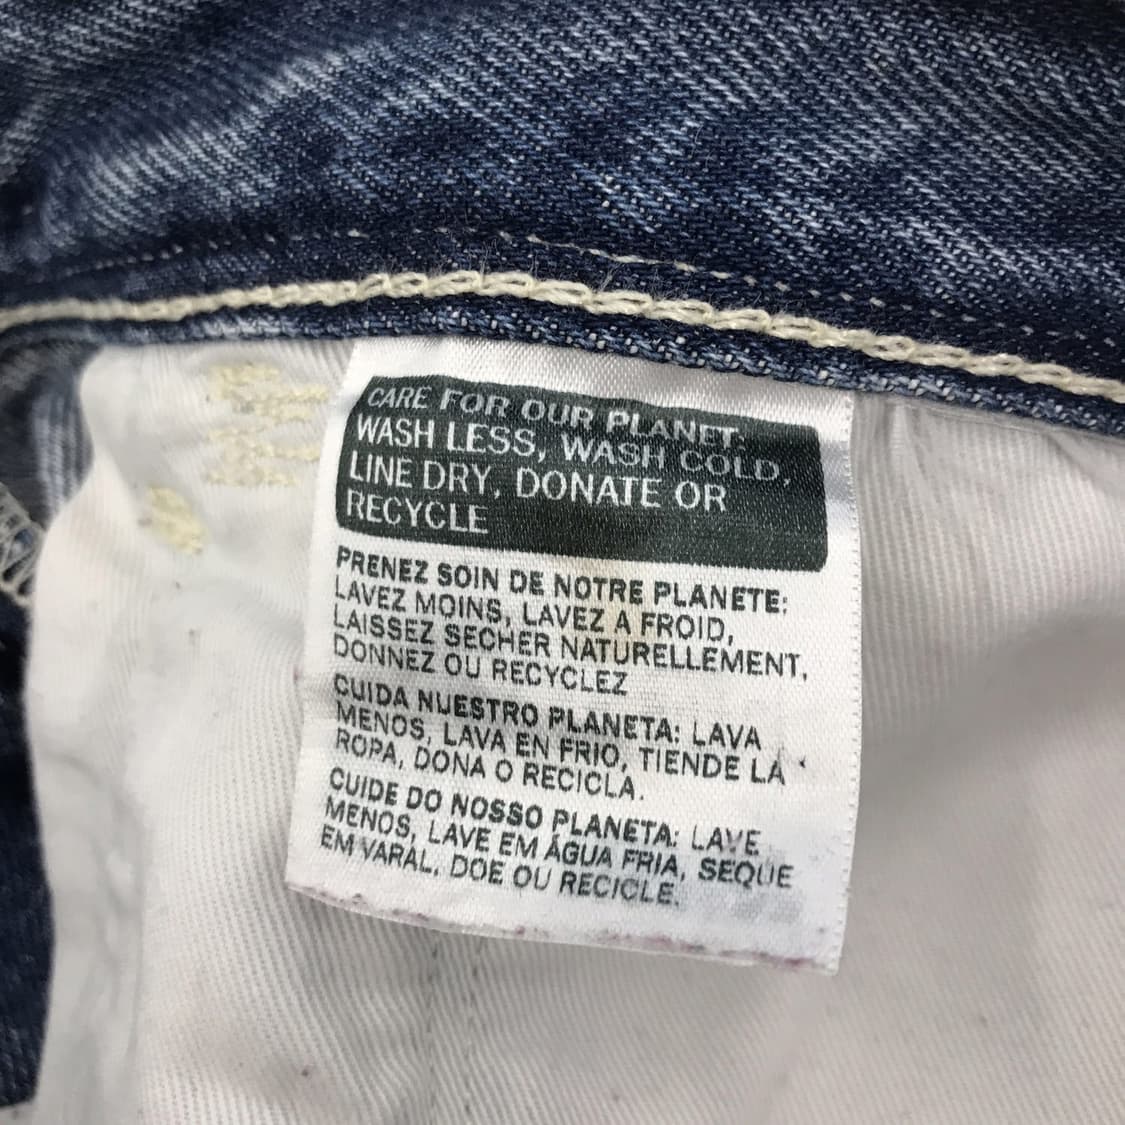 CARE FOR OUR PLANET:
WASH LESS, WASH COLD,
LINE DRY, DONATE OR
RECYCLE
PRENEZ SOIN DE NOTRE PLANETE:
LAVEZ MOINS, LAVEZ A FROID,
LAISSEZ SECHER NATURELLEMENT,
DONNEZ OU RECYCLEZ
CUIDA NUESTRO PLANETA: LAVA
MENOS, LAVA EN FRIO, TIENDE LA
ROPA, DONA O RECICLA.
CUIDE DO NOSSO PLANETA: LAVE
MENOS, LAVE EM ÁGUA FRIA, SEQUE
EM VARAL, DOE OU RECICLE.